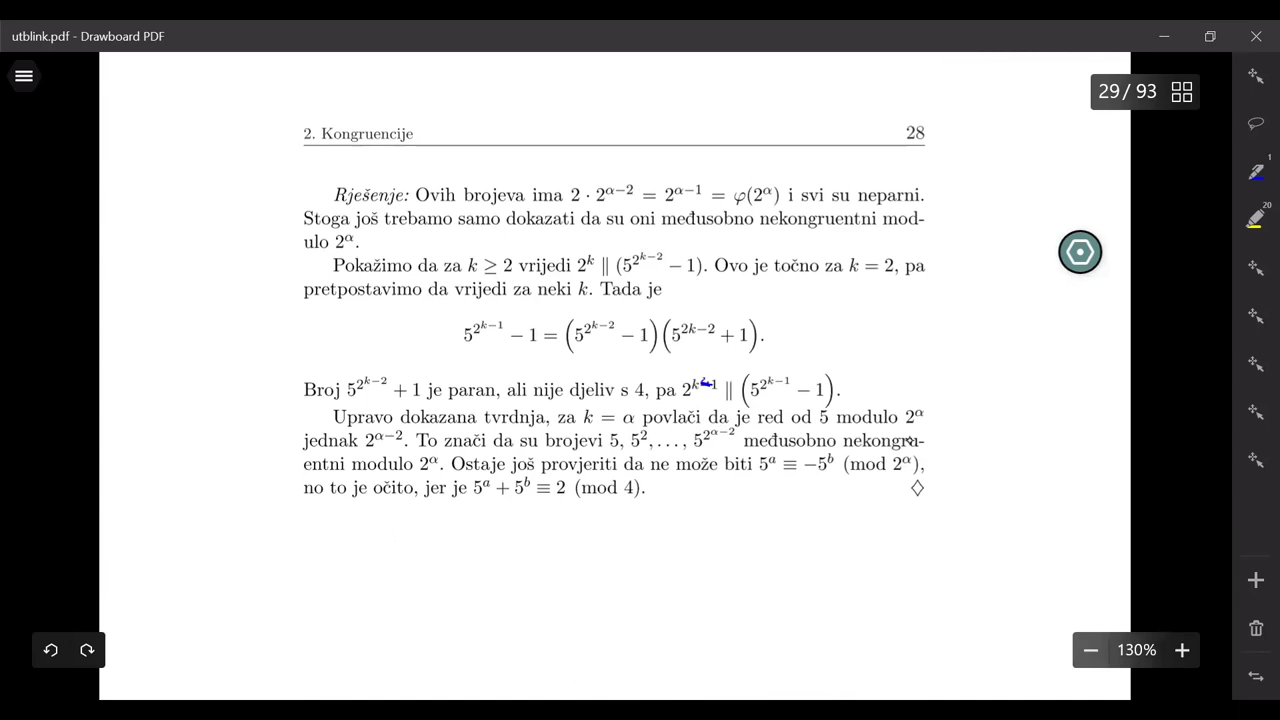 utblink.pdf - Drawboard PDF
29 / 93
2. Kongruencije 28
Rješenje: Ovih brojeva ima 2 · 2^{α−2} = 2^{α−1} = φ(2^α) i svi su neparni.
Stoga još trebamo samo dokazati da su oni međusobno nekongruentni mod-
ulo 2^α.
Pokažimo da za k ≥ 2 vrijedi 2^k ∥ (5^{2^{k−2}} − 1). Ovo je točno za k = 2, pa
pretpostavimo da vrijedi za neki k. Tada je
5^{2^{k−1}} − 1 = (5^{2^{k−2}} − 1)(5^{2k−2} + 1).
Broj 5^{2^{k−2}} + 1 je paran, ali nije djeljiv s 4, pa 2^{k+1} ∥ (5^{2^{k−1}} − 1).
Upravo dokazana tvrdnja, za k = α povlači da je red od 5 modulo 2^α
jednak 2^{α−2}. To znači da su brojevi 5, 5^2, . . . , 5^{2^{α−2}} međusobno nekongru-
entni modulo 2^α. Ostaje još provjeriti da ne može biti 5^a ≡ −5^b (mod 2^α),
no to je očito, jer je 5^a + 5^b ≡ 2 (mod 4). ♢
1
20
130%